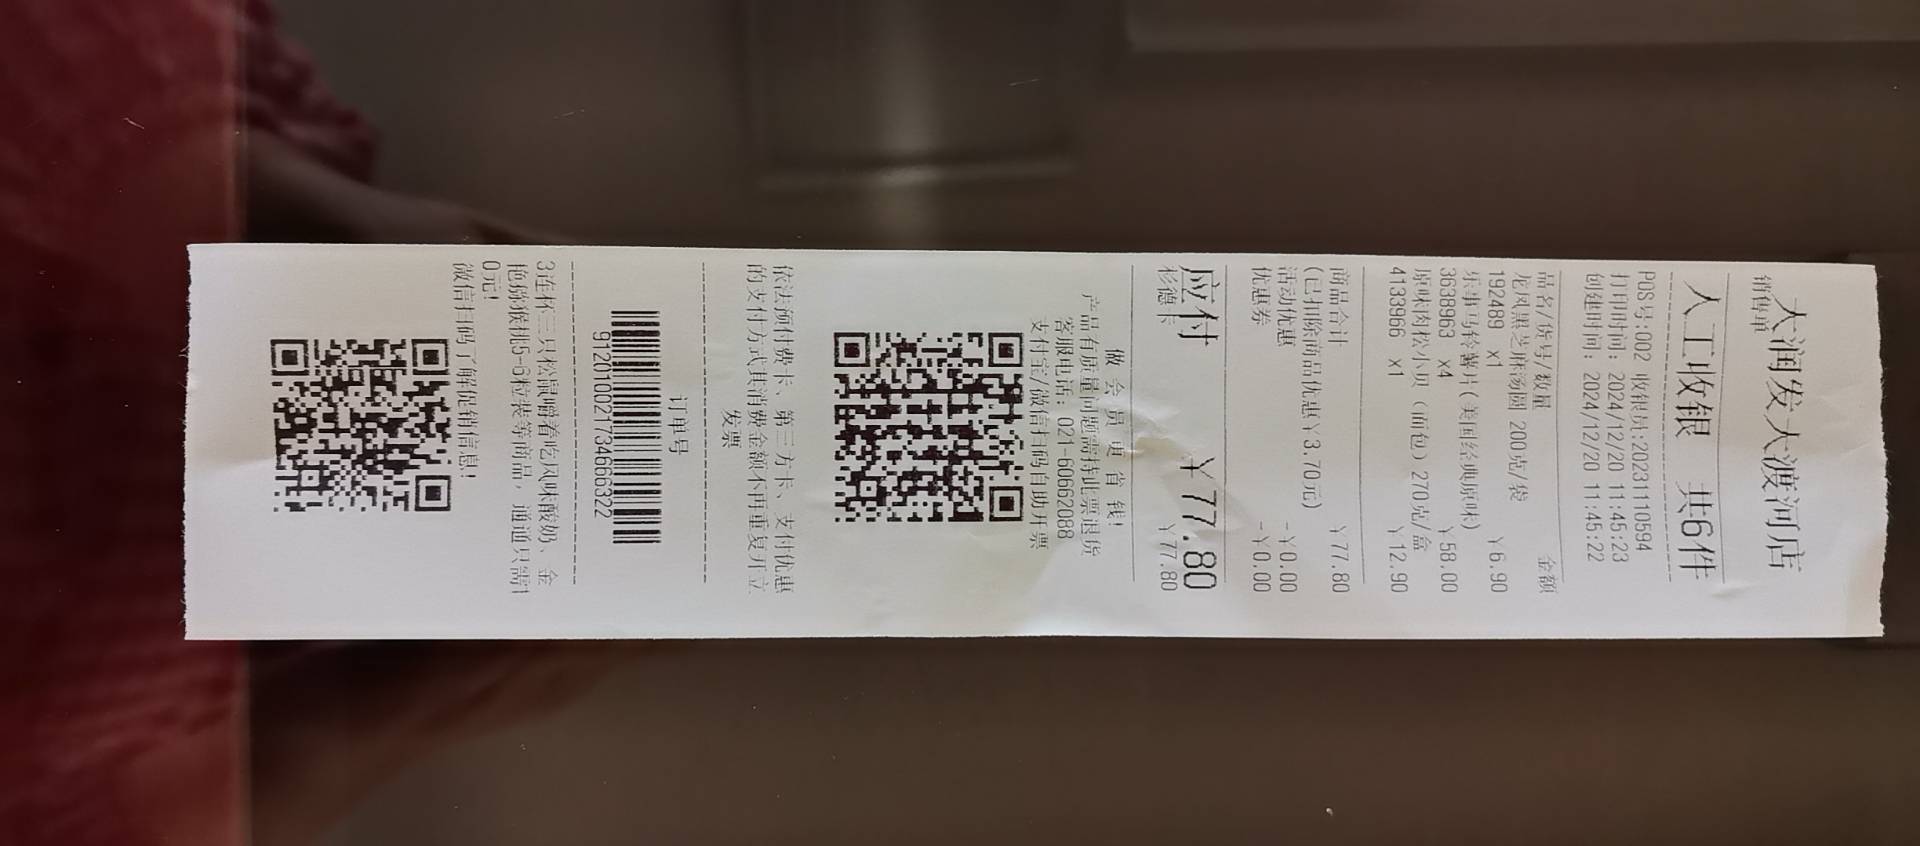 大润发大渡河店
销售单
人工收银 共6件
POS号:002 收银员:2023110594
打印时间: 2024/12/20 11:45:23
创建时间: 2024/12/20 11:45:22
品名/货号/数量 金额
龙凤黑芝麻汤圆 200克/袋
192489 x1 ¥6.90
乐事马铃薯片(美国经典原味)
3638963 x4 ¥58.00
原味肉松小贝（面包）270克/盒
4133966 x1 ¥12.90
商品合计 ¥77.80
(已扣除商品优惠¥3.70元)
活动优惠 -¥0.00
优惠券 -¥0.00
应付 ¥77.80
杉德卡 ¥77.80
做 会 员 更 省 钱!
产品有质量问题需持此票退货
客服电话: 021-60662088
支付宝/微信扫码自助开票
依法预付费卡、第三方卡、支付优惠
的支付方式其消费金额不再重复开立
发票
订单号
912010021734666322
3连杯三只松鼠嚼着吃风味酸奶、金
艳猕猴桃5-6粒装等商品，通通只需1
0元!
微信扫码了解促销信息!